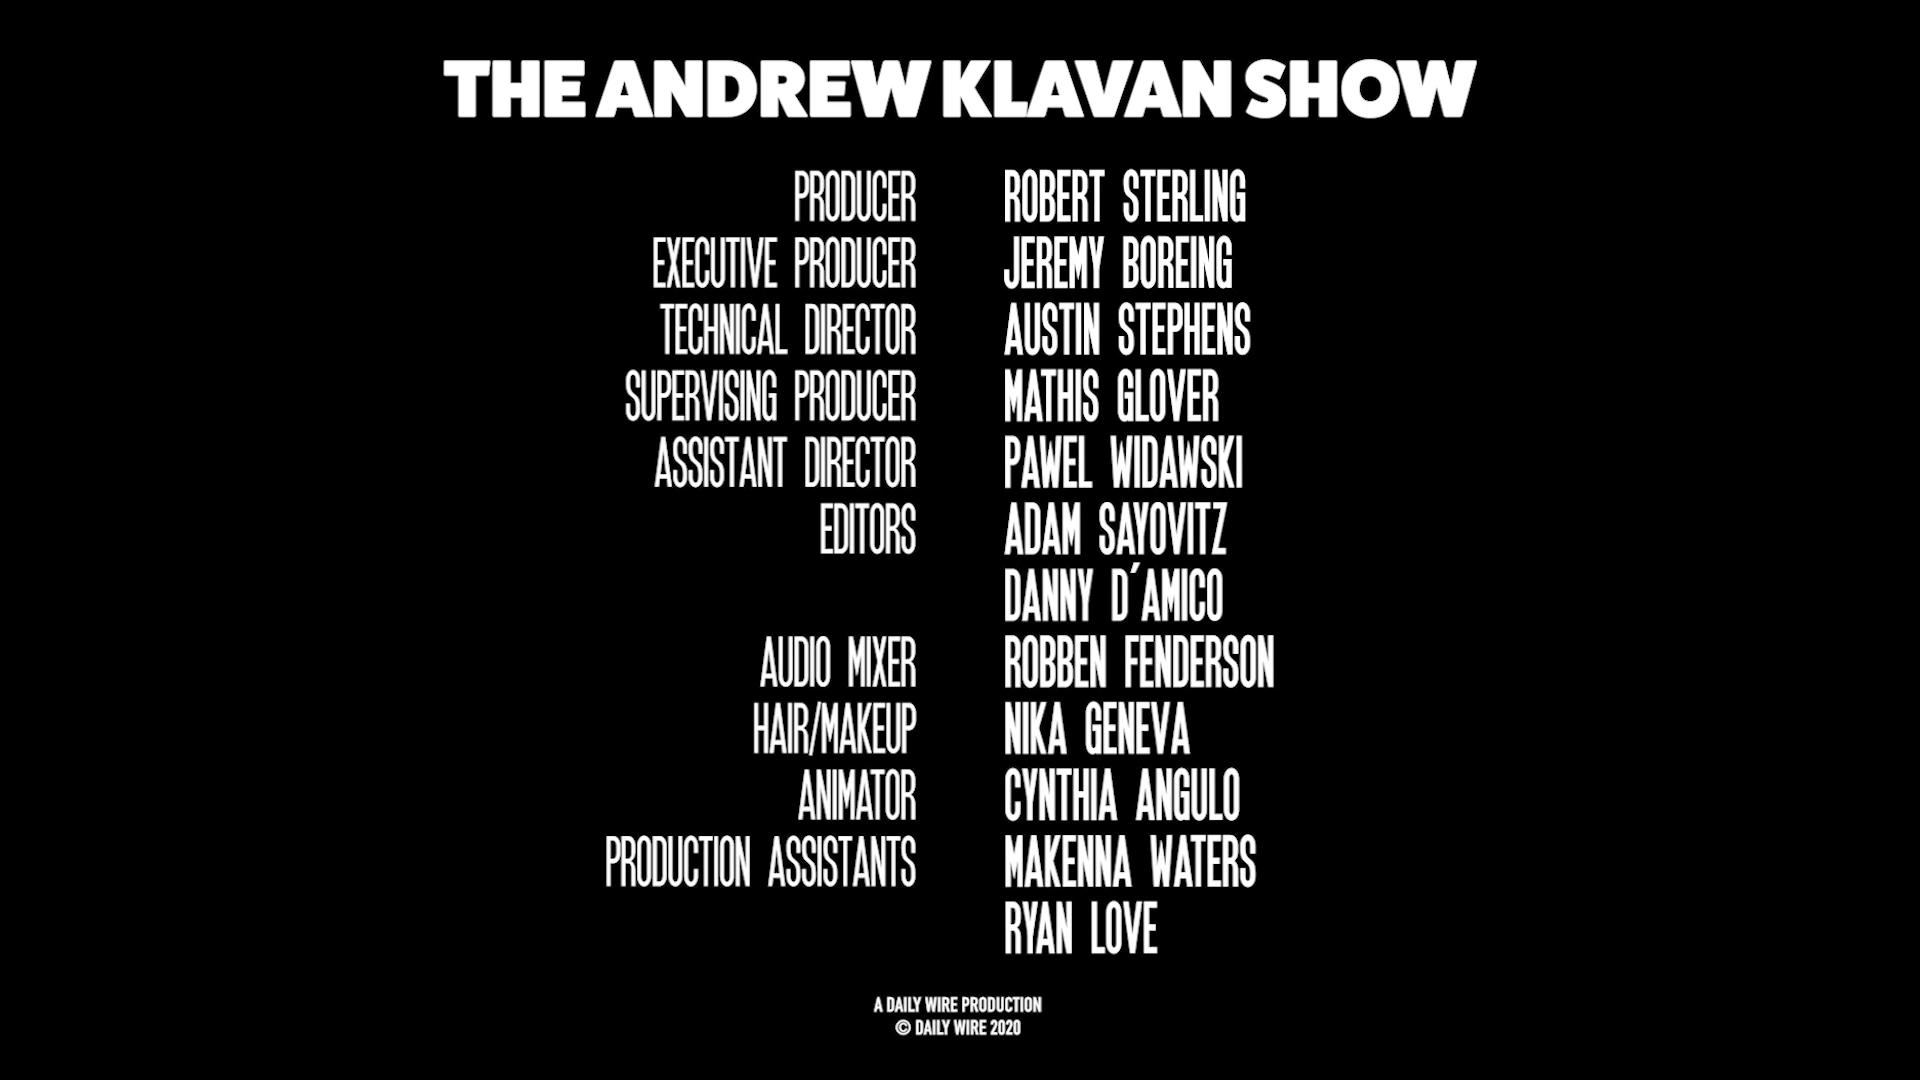 THE ANDREW KLAVAN SHOW
PRODUCER ROBERT STERLING
EXECUTIVE PRODUCER JEREMY BOREING
TECHNICAL DIRECTOR AUSTIN STEPHENS
SUPERVISING PRODUCER MATHIS GLOVER
ASSISTANT DIRECTOR PAWEL WIDAWSKI
EDITORS ADAM SAYOVITZ
DANNY D'AMICO
AUDIO MIXER ROBBEN FENDERSON
HAIR/MAKEUP NIKA GENEVA
ANIMATOR CYNTHIA ANGULO
PRODUCTION ASSISTANTS MAKENNA WATERS
RYAN LOVE
A DAILY WIRE PRODUCTION
© DAILY WIRE 2020